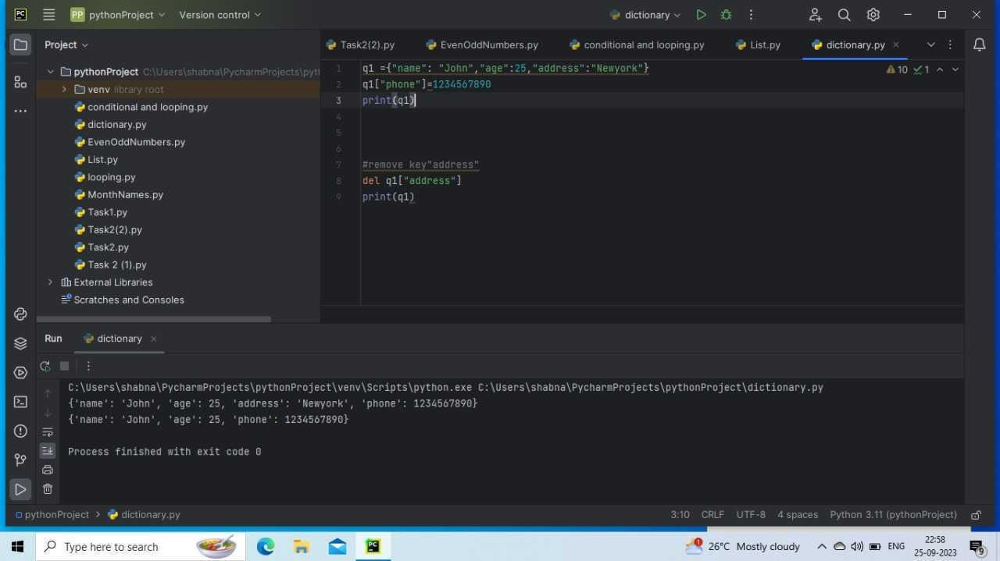 PC PP pythonProject Version control dictionary
Project
Task2(2).py EvenOddNumbers.py conditional and looping.py List.py dictionary.py
pythonProject C:\Users\shabna\PycharmProjects\pyt
venv library root
conditional and looping.py
dictionary.py
EvenOddNumbers.py
List.py
looping.py
MonthNames.py
Task1.py
Task2(2).py
Task2.py
Task 2 (1).py
External Libraries
Scratches and Consoles
10 1
1 q1 ={"name": "John","age":25,"address":"Newyork"}
2 q1["phone"]=1234567890
3 print(q1)
4
5
6
7 #remove key"address"
8 del q1["address"]
9 print(q1)
Run dictionary
C:\Users\shabna\PycharmProjects\pythonProject\venv\Scripts\python.exe C:\Users\shabna\PycharmProjects\pythonProject\dictionary.py
{'name': 'John', 'age': 25, 'address': 'Newyork', 'phone': 1234567890}
{'name': 'John', 'age': 25, 'phone': 1234567890}
Process finished with exit code 0
pythonProject > dictionary.py 3:10 CRLF UTF-8 4 spaces Python 3.11 (pythonProject)
Type here to search PC 1 26°C Mostly cloudy ENG 22:58
25-09-2023 9